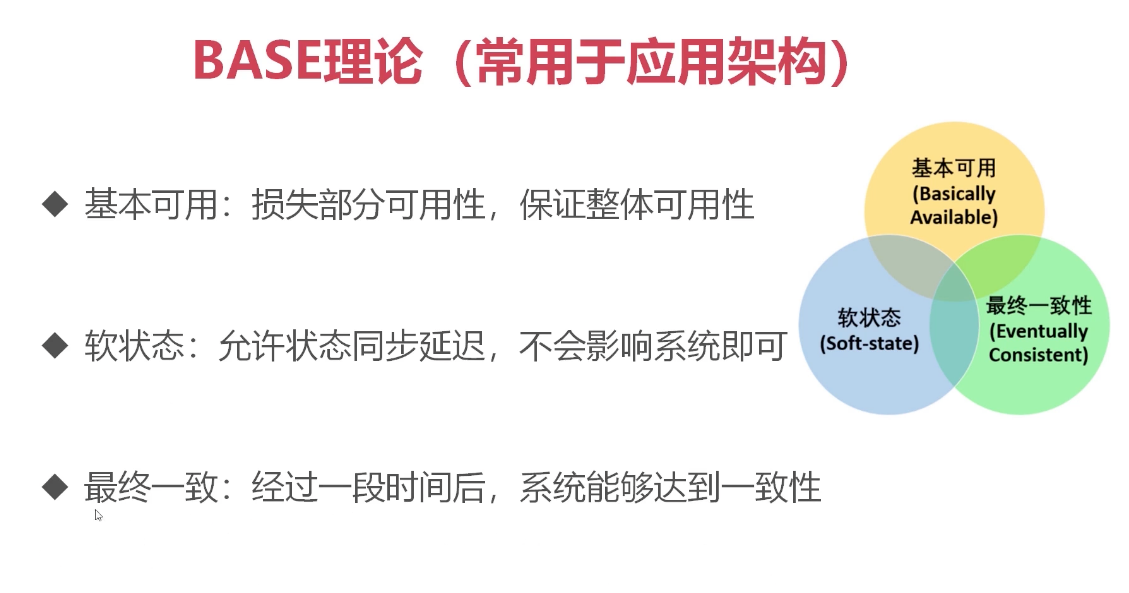 BASE理论（常用于应用架构）
◆ 基本可用：损失部分可用性，保证整体可用性
◆ 软状态：允许状态同步延迟，不会影响系统即可
◆ 最终一致：经过一段时间后，系统能够达到一致性
基本可用
(Basically
Available)
软状态
(Soft-state)
最终一致性
(Eventually
Consistent)